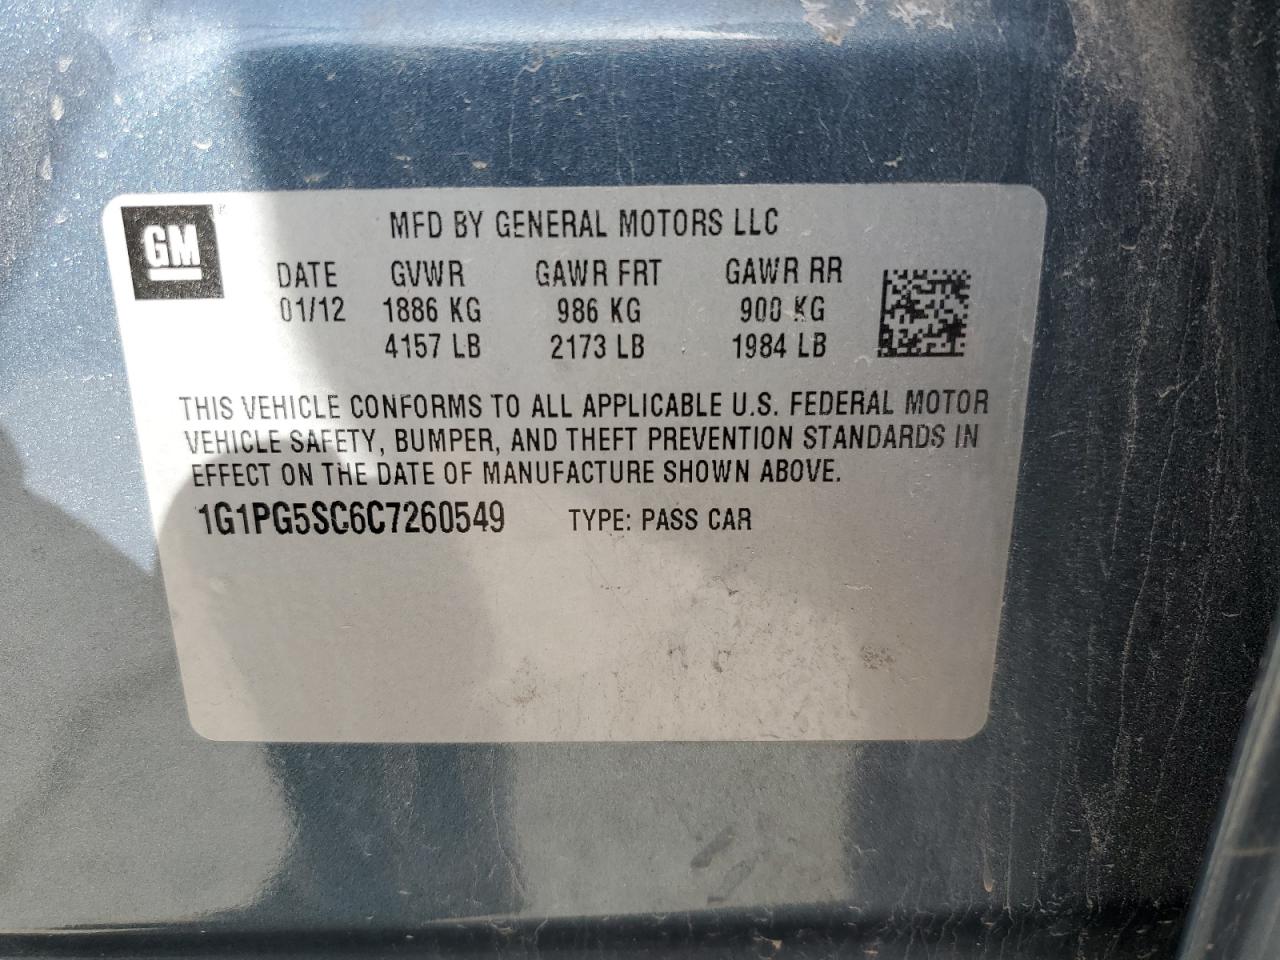 GM
MFD BY GENERAL MOTORS LLC
DATE GVWR GAWR FRT GAWR RR
01/12 1886 KG 986 KG 900 KG
4157 LB 2173 LB 1984 LB
THIS VEHICLE CONFORMS TO ALL APPLICABLE U.S. FEDERAL MOTOR
VEHICLE SAFETY, BUMPER, AND THEFT PREVENTION STANDARDS IN
EFFECT ON THE DATE OF MANUFACTURE SHOWN ABOVE.
1G1PG5SC6C7260549 TYPE: PASS CAR